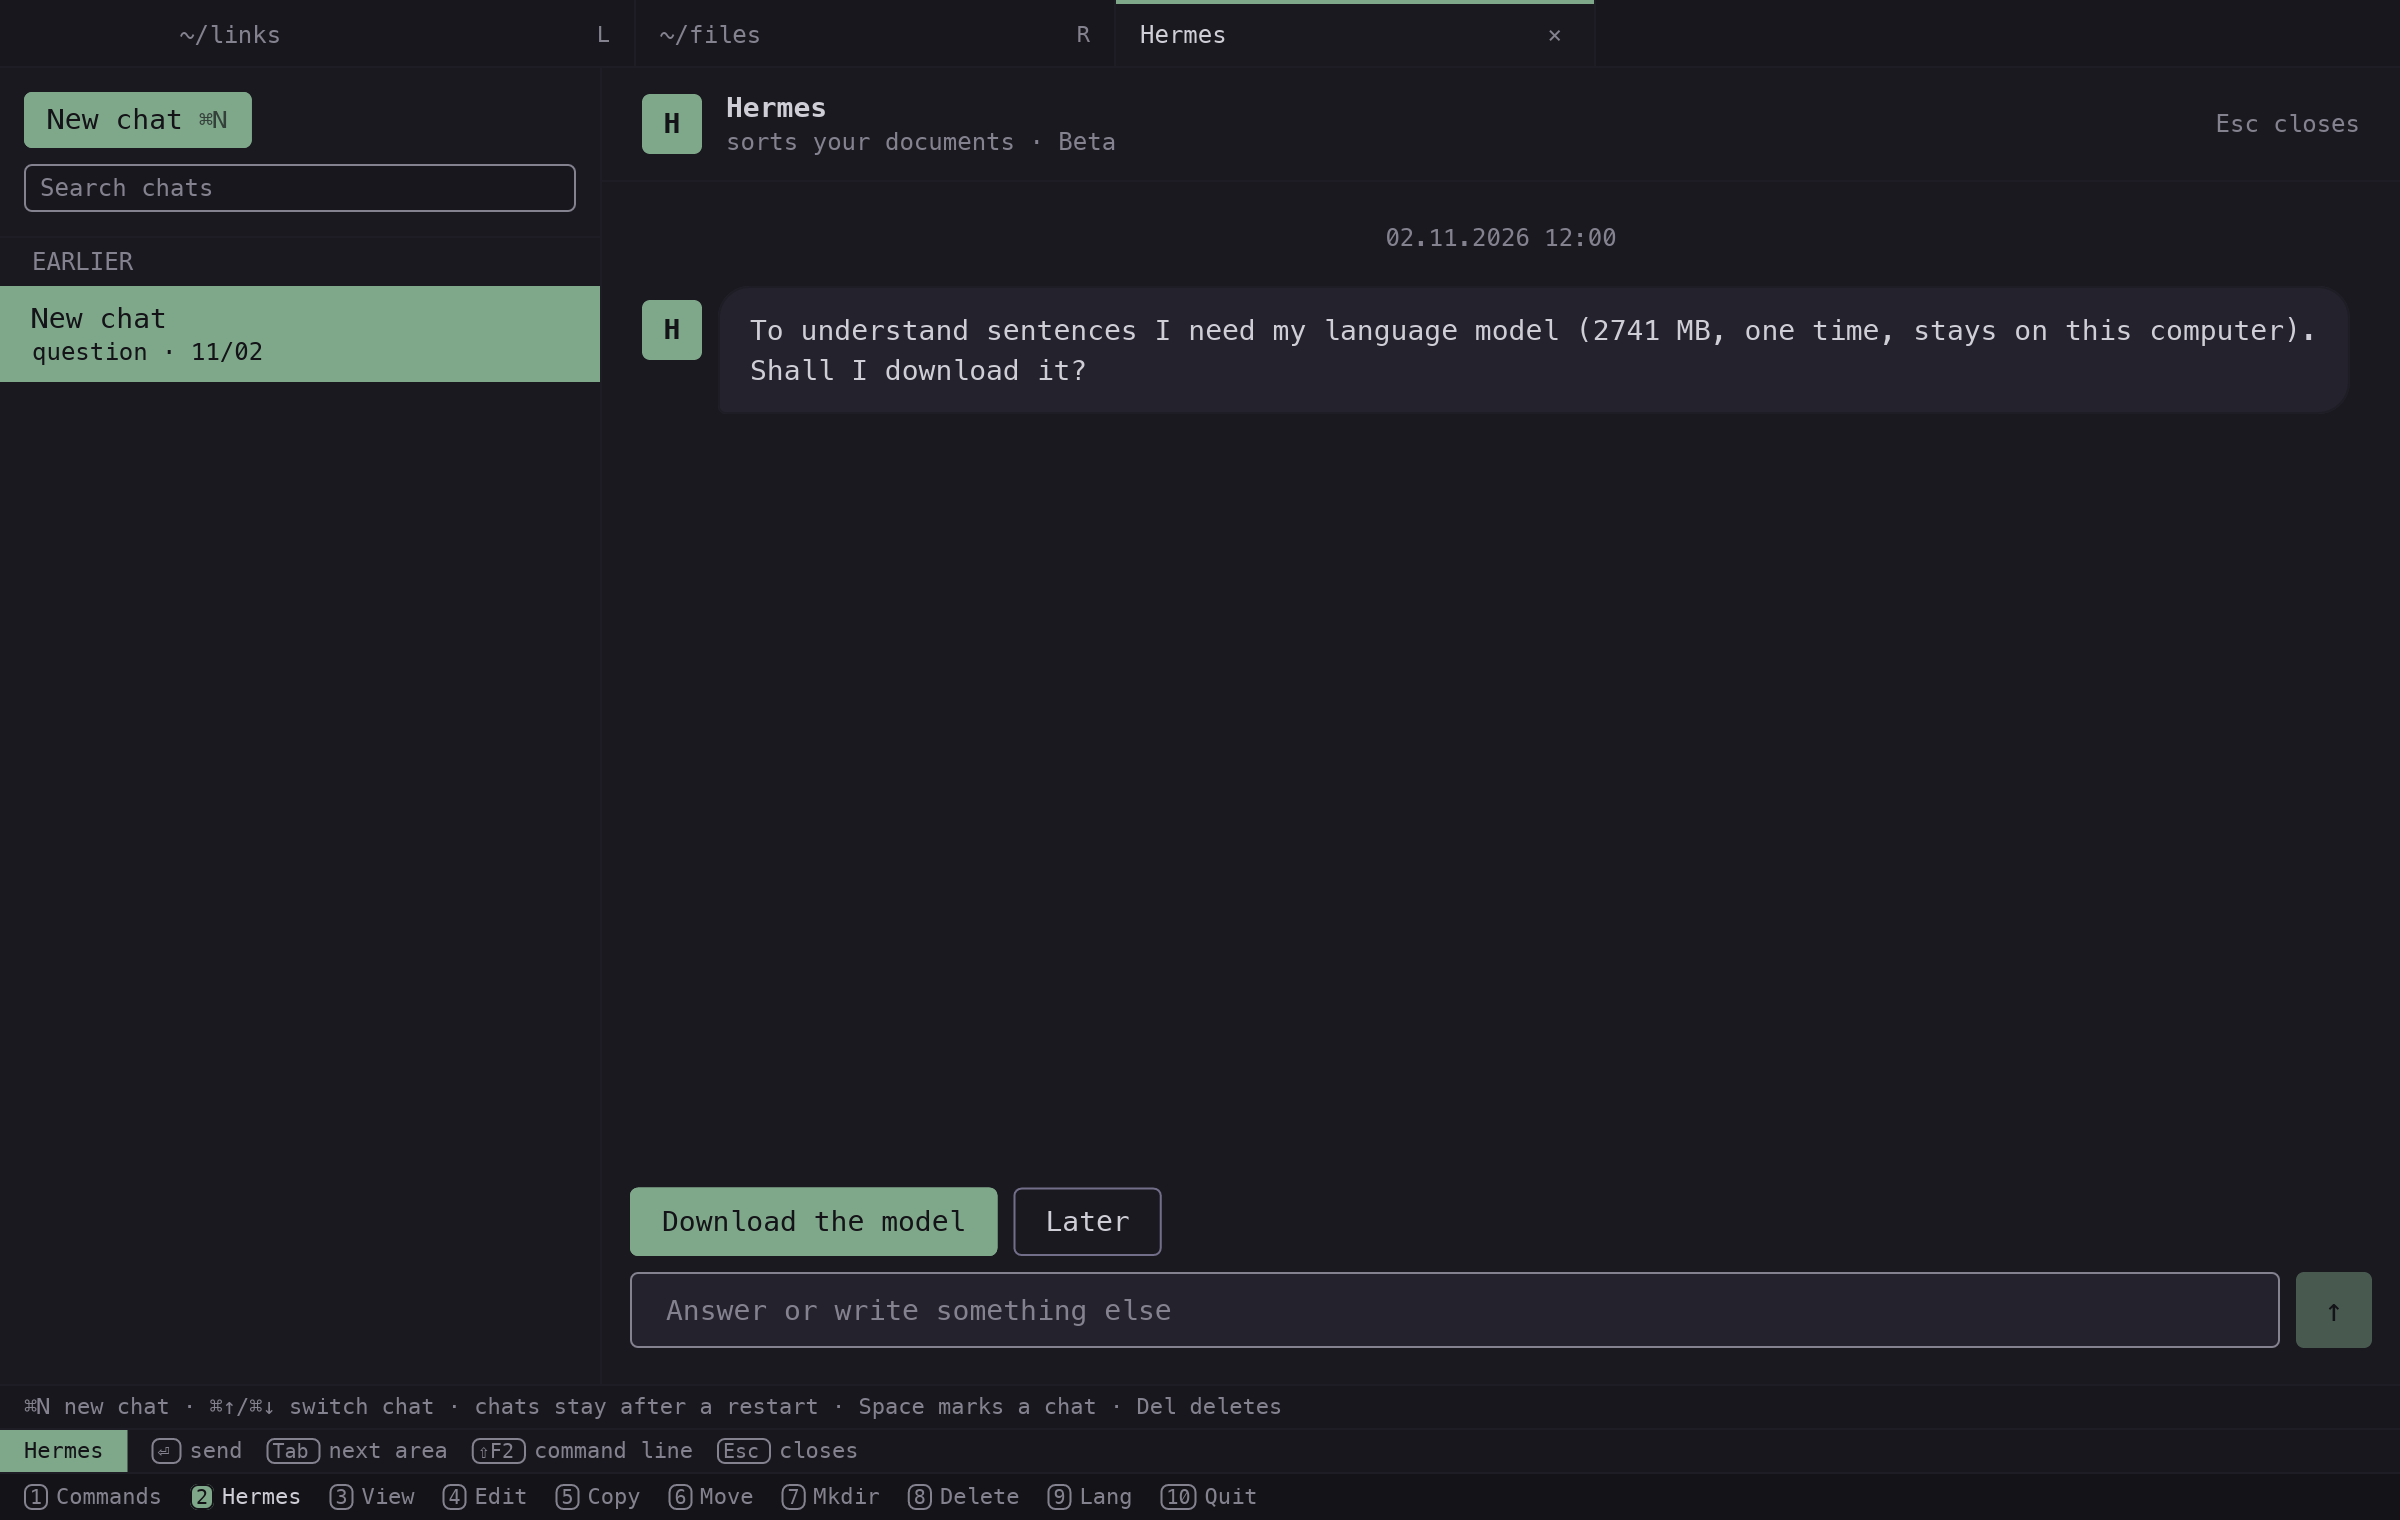 ~/links L ~/files R Hermes ×
New chat ⌘N
Search chats
EARLIER
New chat
question · 11/02
H Hermes
sorts your documents · Beta
Esc closes
02.11.2026 12:00
H To understand sentences I need my language model (2741 MB, one time, stays on this computer).
Shall I download it?
Download the model Later
Answer or write something else ↑
⌘N new chat · ⌘↑/⌘↓ switch chat · chats stay after a restart · Space marks a chat · Del deletes
Hermes ⏎ send Tab next area ⇧F2 command line Esc closes
1 Commands 2 Hermes 3 View 4 Edit 5 Copy 6 Move 7 Mkdir 8 Delete 9 Lang 10 Quit